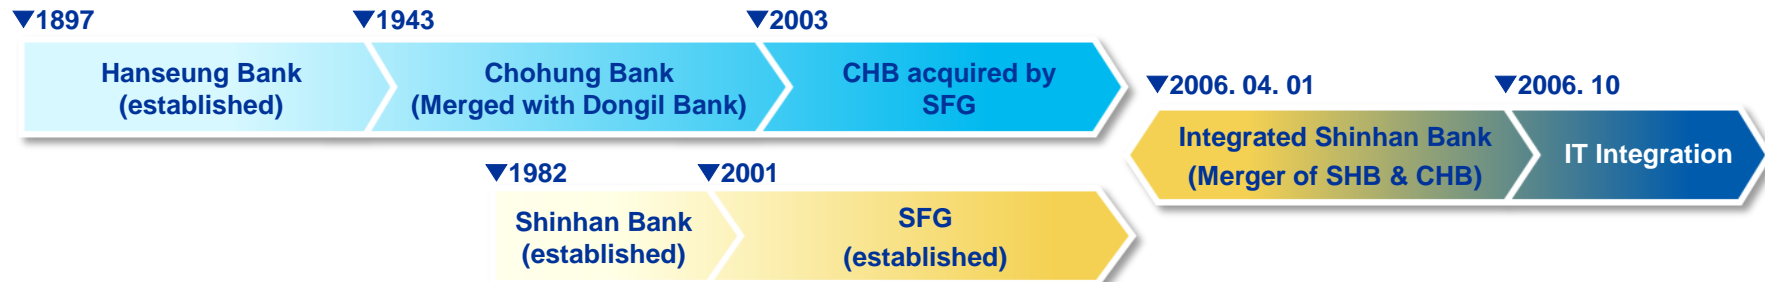 ▼1897
▼1943
▼2003
Hanseung Bank
(established)
Chohung Bank
(Merged with Dongil Bank)
CHB acquired by
SFG
▼2006. 04. 01
▼2006. 10
Integrated Shinhan Bank
(Merger of SHB & CHB)
IT Integration
▼1982
▼2001
Shinhan Bank
(established)
SFG
(established)